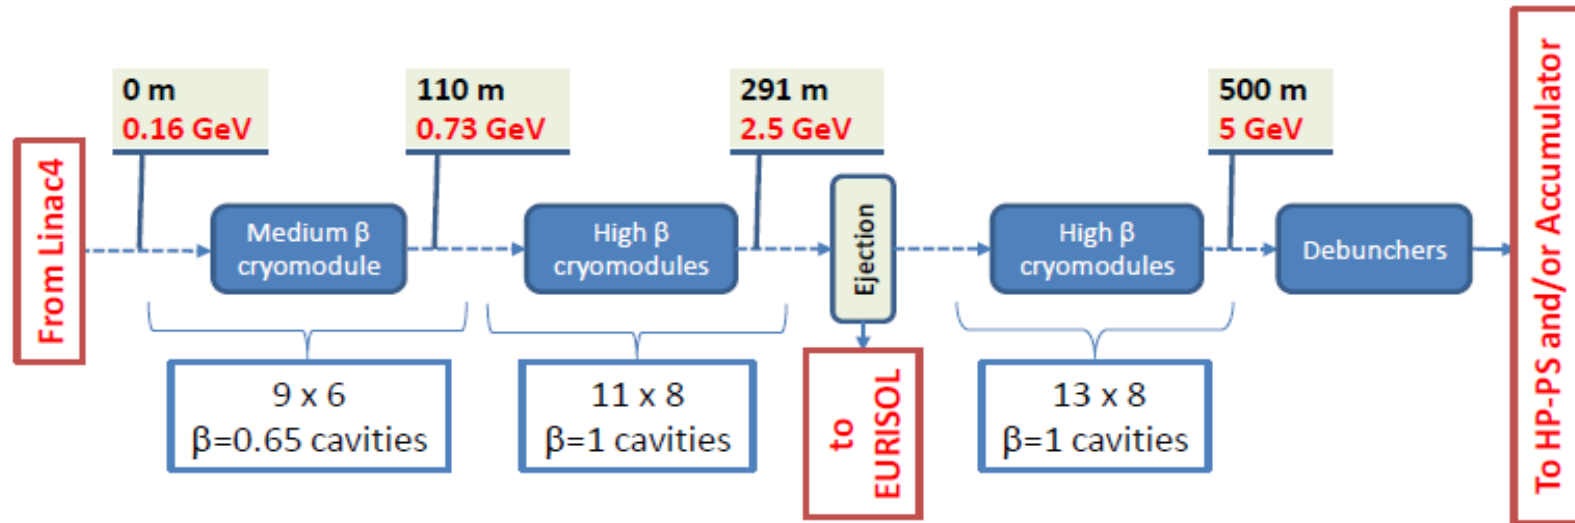 From Linac4
0 m
0.16 GeV
Medium β
cryomodule
9 x 6
β=0.65 cavities
110 m
0.73 GeV
High β
cryomodules
11 x 8
β=1 cavities
291 m
2.5 GeV
Ejection
to
EURISOL
High β
cryomodules
13 x 8
β=1 cavities
500 m
5 GeV
Debunchers
To HP-PS and/or Accumulator